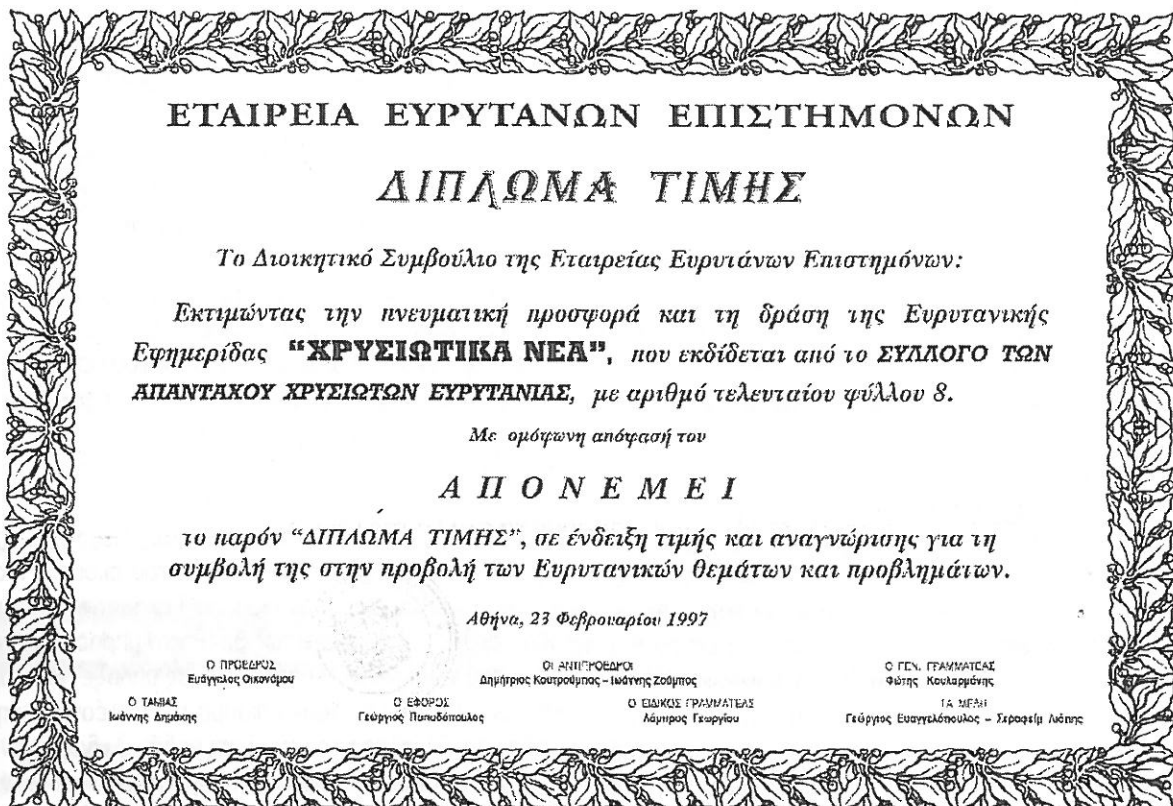 ΕΤΑΙΡΕΙΑ ΕΥΡΥΤΑΝΩΝ ΕΠΙΣΤΗΜΟΝΩΝ
ΔΙΠΛΩΜΑ ΤΙΜΗΣ
Το Διοικητικό Συμβούλιο της Εταιρείας Ευρυτάνων Επιστημόνων:
Εκτιμώντας την πνευματική προσφορά και τη δράση της Ευρυτανικής
Εφημερίδας “ΧΡΥΣΙΩΤΙΚΑ ΝΕΑ”, που εκδίδεται από το ΣΥΛΛΟΓΟ ΤΩΝ
ΑΠΑΝΤΑΧΟΥ ΧΡΥΣΙΩΤΩΝ ΕΥΡΥΤΑΝΙΑΣ, με αριθμό τελευταίου φύλλου 8.
Με ομόφωνη απόφασή του
ΑΠΟΝΕΜΕΙ
το παρόν “ΔΙΠΛΩΜΑ ΤΙΜΗΣ”, σε ένδειξη τιμής και αναγνώρισης για τη
συμβολή της στην προβολή των Ευρυτανικών θεμάτων και προβλημάτων.
Αθήνα, 23 Φεβρουαρίου 1997
Ο ΠΡΟΕΔΡΟΣ ΟΙ ΑΝΤΙΠΡΟΕΔΡΟΙ Ο ΓΕΝ. ΓΡΑΜΜΑΤΕΑΣ
Ευάγγελος Οικονόμου Δημήτριος Κουτρούμπας – Ιωάννης Ζούμπος Φώτης Κουλαρμάνης
Ο ΤΑΜΙΑΣ Ο ΕΦΟΡΟΣ Ο ΕΙΔΙΚΟΣ ΓΡΑΜΜΑΤΕΑΣ ΤΑ ΜΕΛΗ
Ιωάννης Δημάκης Γεώργιος Παπαδόπουλος Λάμπρος Γεωργίου Γεώργιος Ευαγγελόπουλος – Σεραφείμ